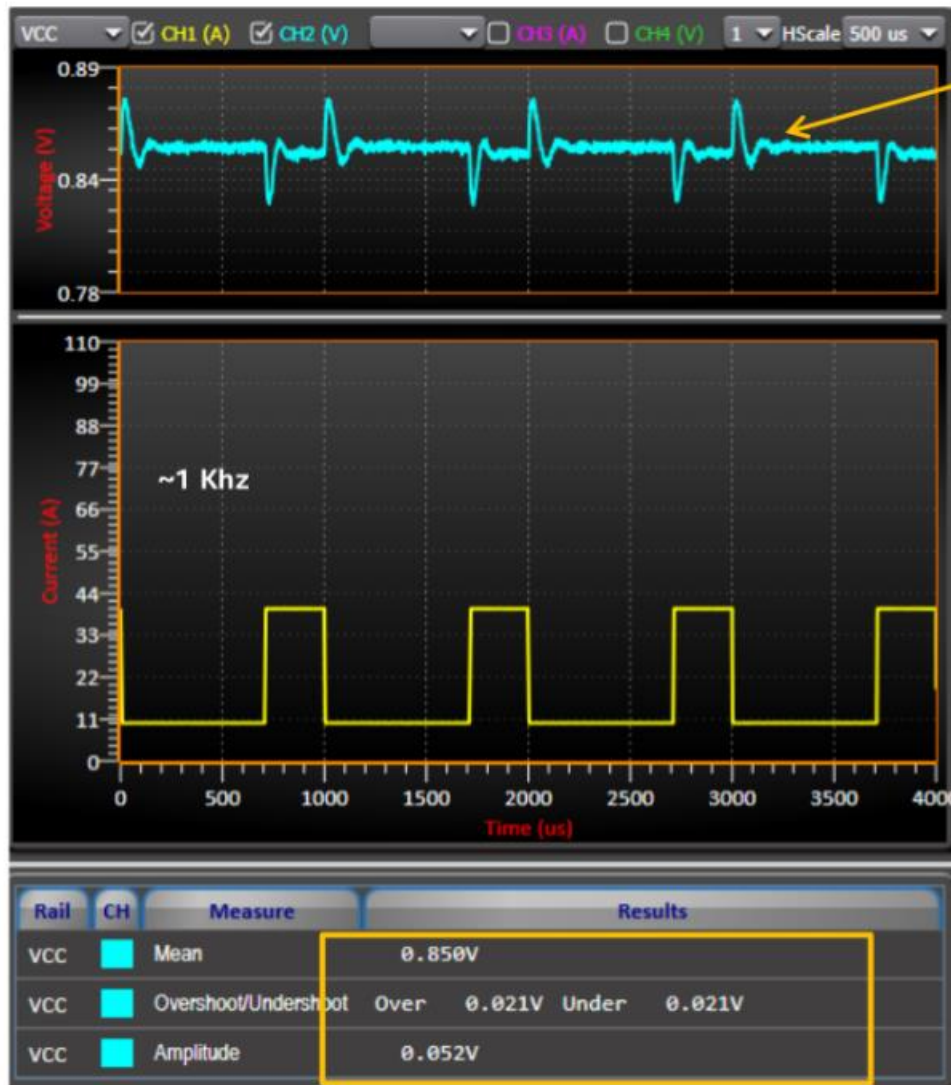 VCC CH1 (A) CH2 (V) CH3 (A) CH4 (V) 1 HScale 500 us
0.89
Voltage (V)
0.84
0.78
110
99
88
77
~1 Khz
66
Current (A)
55
44
33
22
11
0
0 500 1000 1500 2000 2500 3000 3500 400
Time (us)
Rail CH Measure Results
VCC Mean 0.850V
VCC Overshoot/Undershoot Over 0.021V Under 0.021V
VCC Amplitude 0.052V